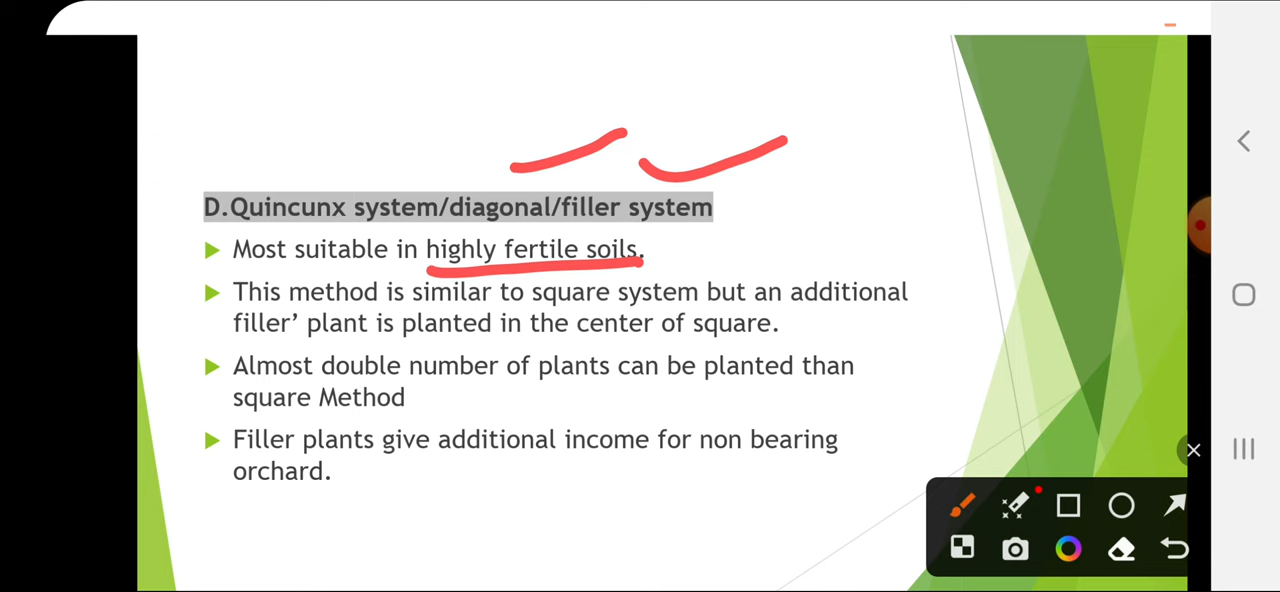 D.Quincunx system/diagonal/filler system
Most suitable in highly fertile soils.
This method is similar to square system but an additional
filler’ plant is planted in the center of square.
Almost double number of plants can be planted than
square Method
Filler plants give additional income for non bearing
orchard.